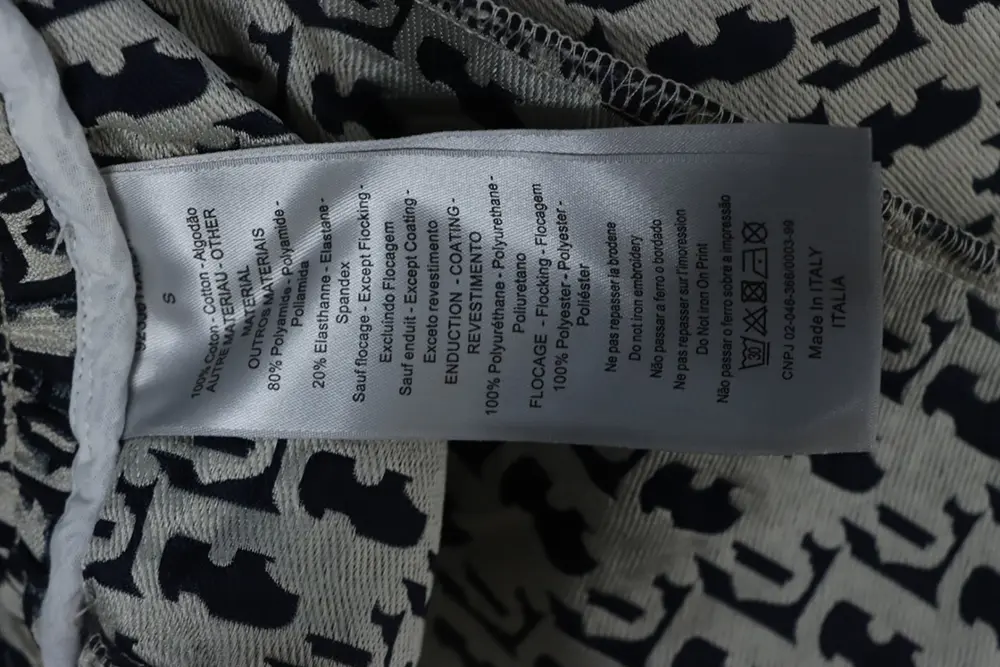 S
100% Coton - Cotton - Algodão
AUTRE MATERIAU - OTHER
MATERIAL
OUTROS MATERIAIS
80% Polyamide - Polyamide -
Poliamida
20% Elasthanne - Elastane -
Spandex
Sauf flocage - Except Flocking -
Excluindo Flocagem
Sauf enduit - Except Coating -
Exceto revestimento
ENDUCTION - COATING -
REVESTIMENTO
100% Polyuréthane - Polyurethane -
Poliuretano
FLOCAGE - Flocking - Flocagem
100% Polyester - Polyester -
Poliéster
Ne pas repasser la broderie
Do not iron embroidery
Não passar a ferro o bordado
Ne pas repasser sur l'impression
Do Not iron On Print
Não passar o ferro sobre a impressão
30
CNPJ 02-046-368/0003-99
Made In ITALY
ITALIA